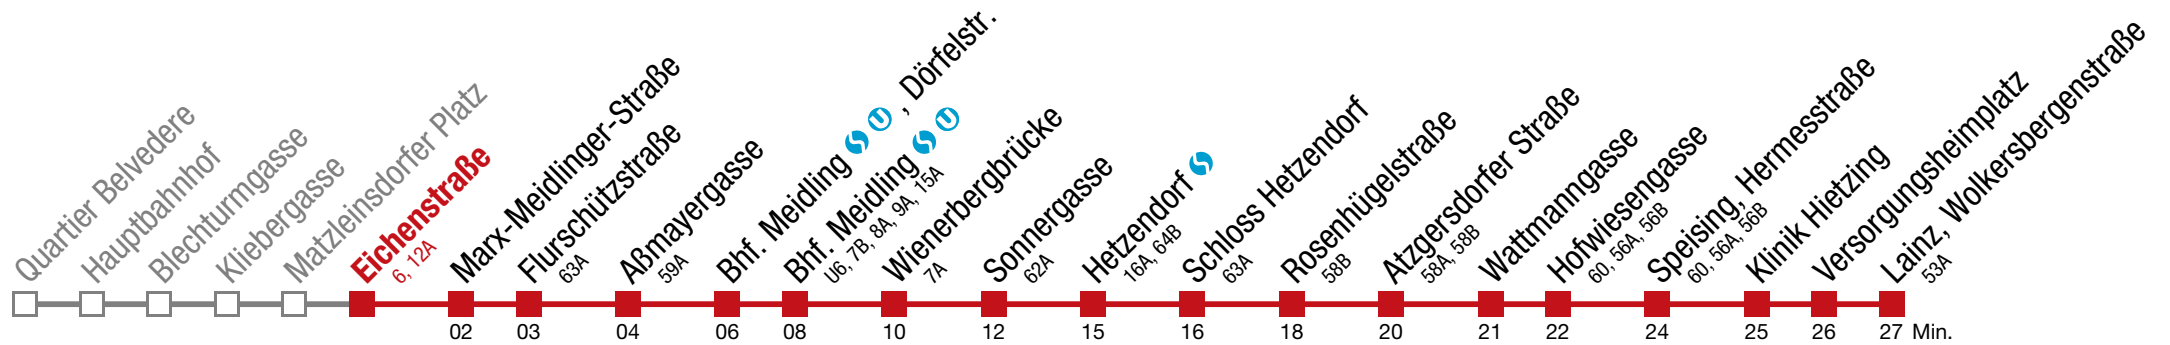 Quartier Belvedere
Hauptbahnhof
Blechturmgasse
Kliebergasse
Matzleinsdorfer Platz
Eichenstraße
6, 12A
Marx-Meidlinger-Straße
Flurschützstraße
63A
Aßmayergasse
59A
Bhf. Meidling S U , Dörfelstr.
Bhf. Meidling S U
U6, 7B, 8A, 9A, 15A
Wienerbergbrücke
7A
Sonnergasse
62A
Hetzendorf S
16A, 64B
Schloss Hetzendorf
63A
Rosenhügelstraße
58B
Atzgersdorfer Straße
58A, 58B
Wattmanngasse
Hofwiesengasse
60, 56A, 56B
Speising, Hermesstraße
60, 56A, 56B
Klinik Hietzing
Versorgungsheimplatz
Lainz, Wolkersbergenstraße
53A
02 03 04 06 08 10 12 15 16 18 20 21 22 24 25 26 27 Min.